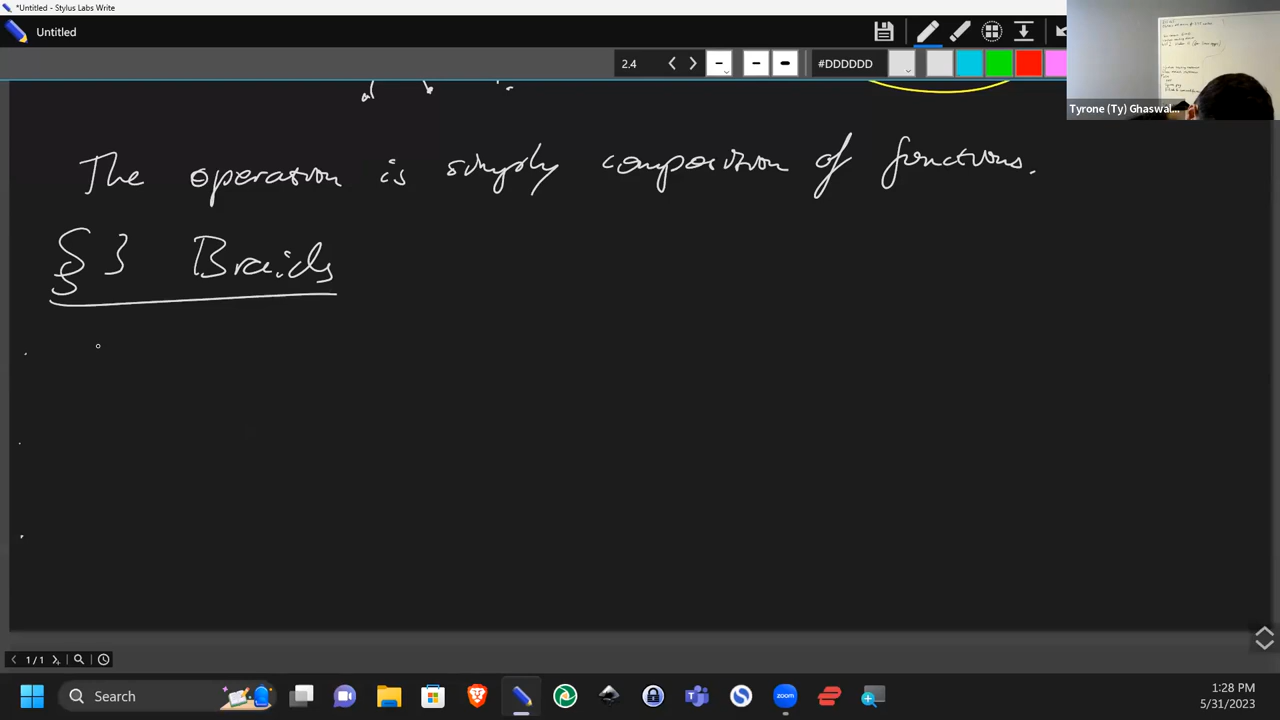 *Untitled - Stylus Labs Write
Untitled
2.4
#DDDDDD
Tyrone (Ty) Ghaswal...
The operation is simply composition of functions.
§3 Braids
1/1
Search
1:28 PM
5/31/2023